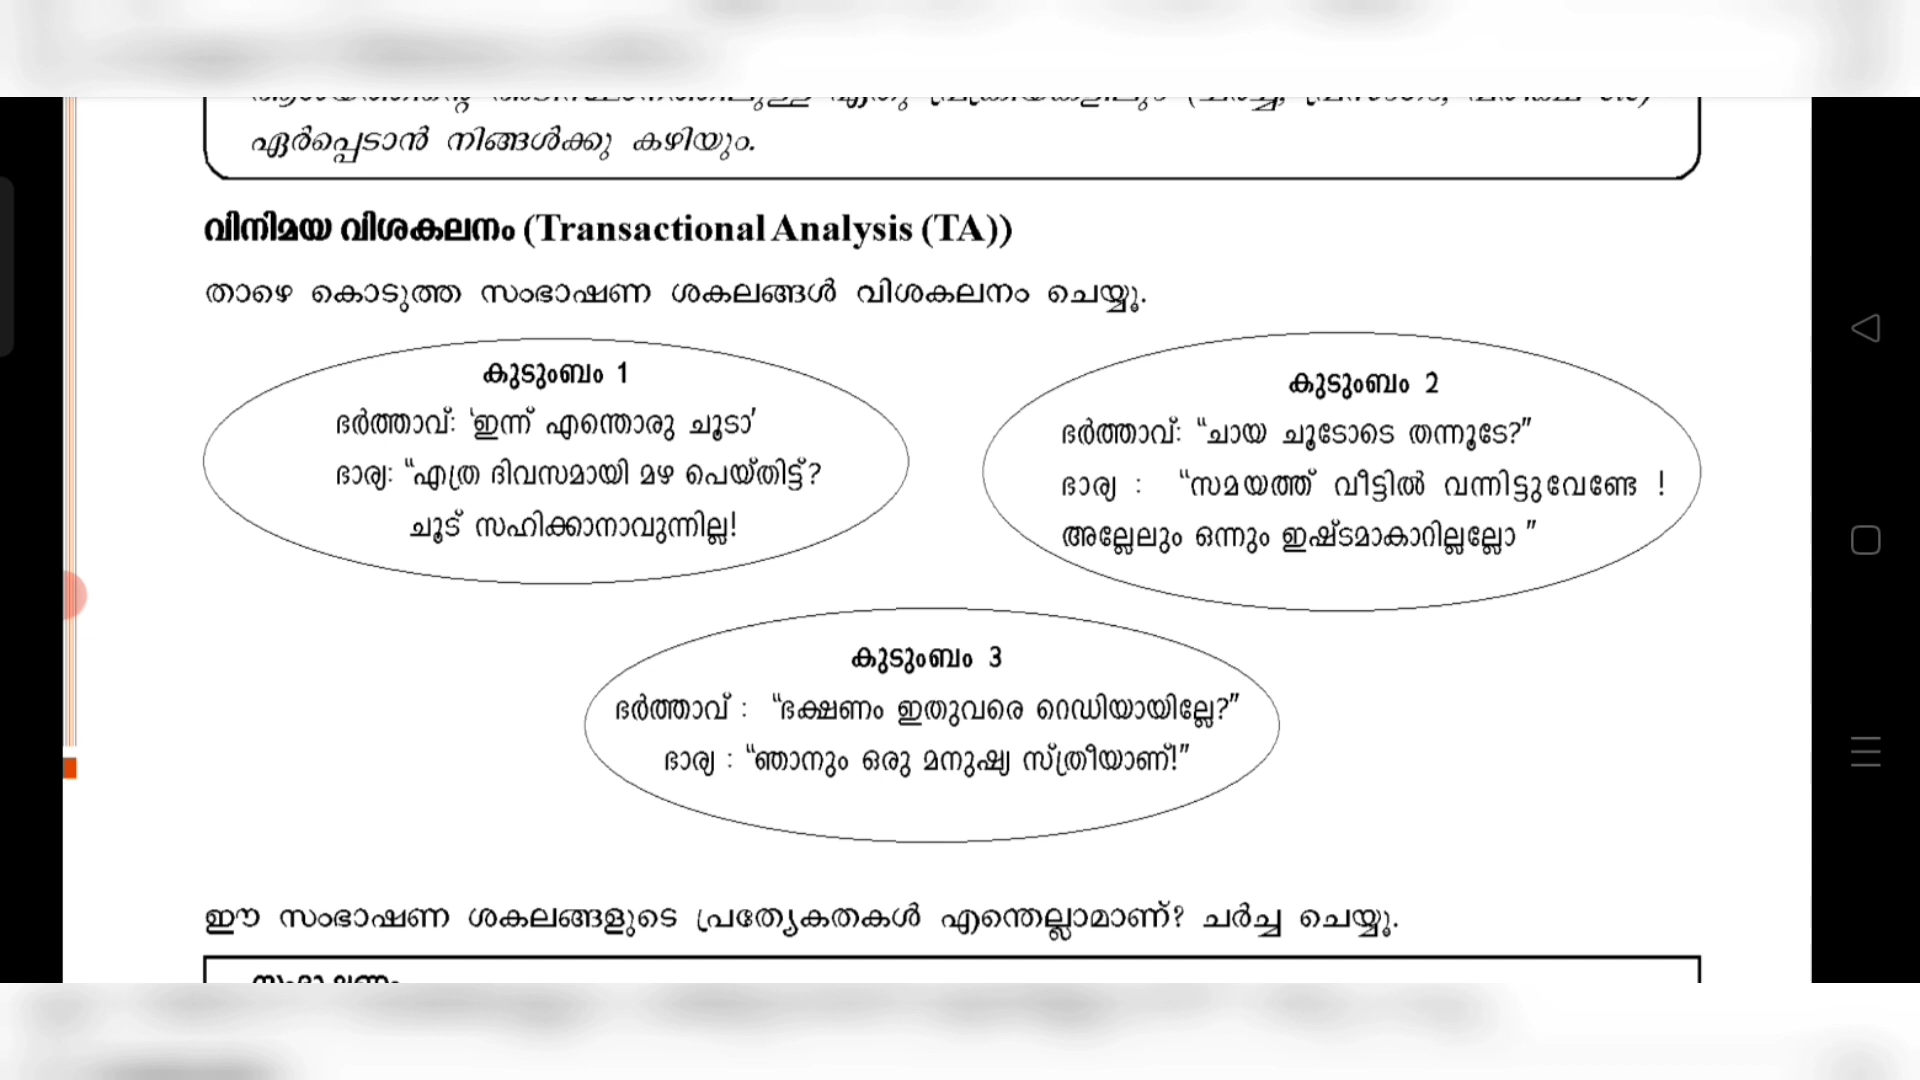 ഏർപ്പെടാൻ നിങ്ങൾക്കു കഴിയും.
വിനിമയ വിശകലനം (Transactional Analysis (TA))
താഴെ കൊടുത്ത സംഭാഷണ ശകലങ്ങൾ വിശകലനം ചെയ്യൂ.
കുടുംബം 1
ഭർത്താവ്: ‘ഇന്ന് എന്തൊരു ചൂടാ’
ഭാര്യ: “എത്ര ദിവസമായി മഴ പെയ്തിട്ട്?
ചൂട് സഹിക്കാനാവുന്നില്ല!
കുടുംബം 2
ഭർത്താവ്: “ചായ ചൂടോടെ തന്നൂടേ?”
ഭാര്യ : “സമയത്ത് വീട്ടിൽ വന്നിട്ടുവേണ്ടേ !
അല്ലേലും ഒന്നും ഇഷ്ടമാകാറില്ലല്ലോ ”
കുടുംബം 3
ഭർത്താവ് : “ഭക്ഷണം ഇതുവരെ റെഡിയായില്ലേ?”
ഭാര്യ : “ഞാനും ഒരു മനുഷ്യ സ്ത്രീയാണ്!”
ഈ സംഭാഷണ ശകലങ്ങളുടെ പ്രത്യേകതകൾ എന്തെല്ലാമാണ്? ചർച്ച ചെയ്യൂ.